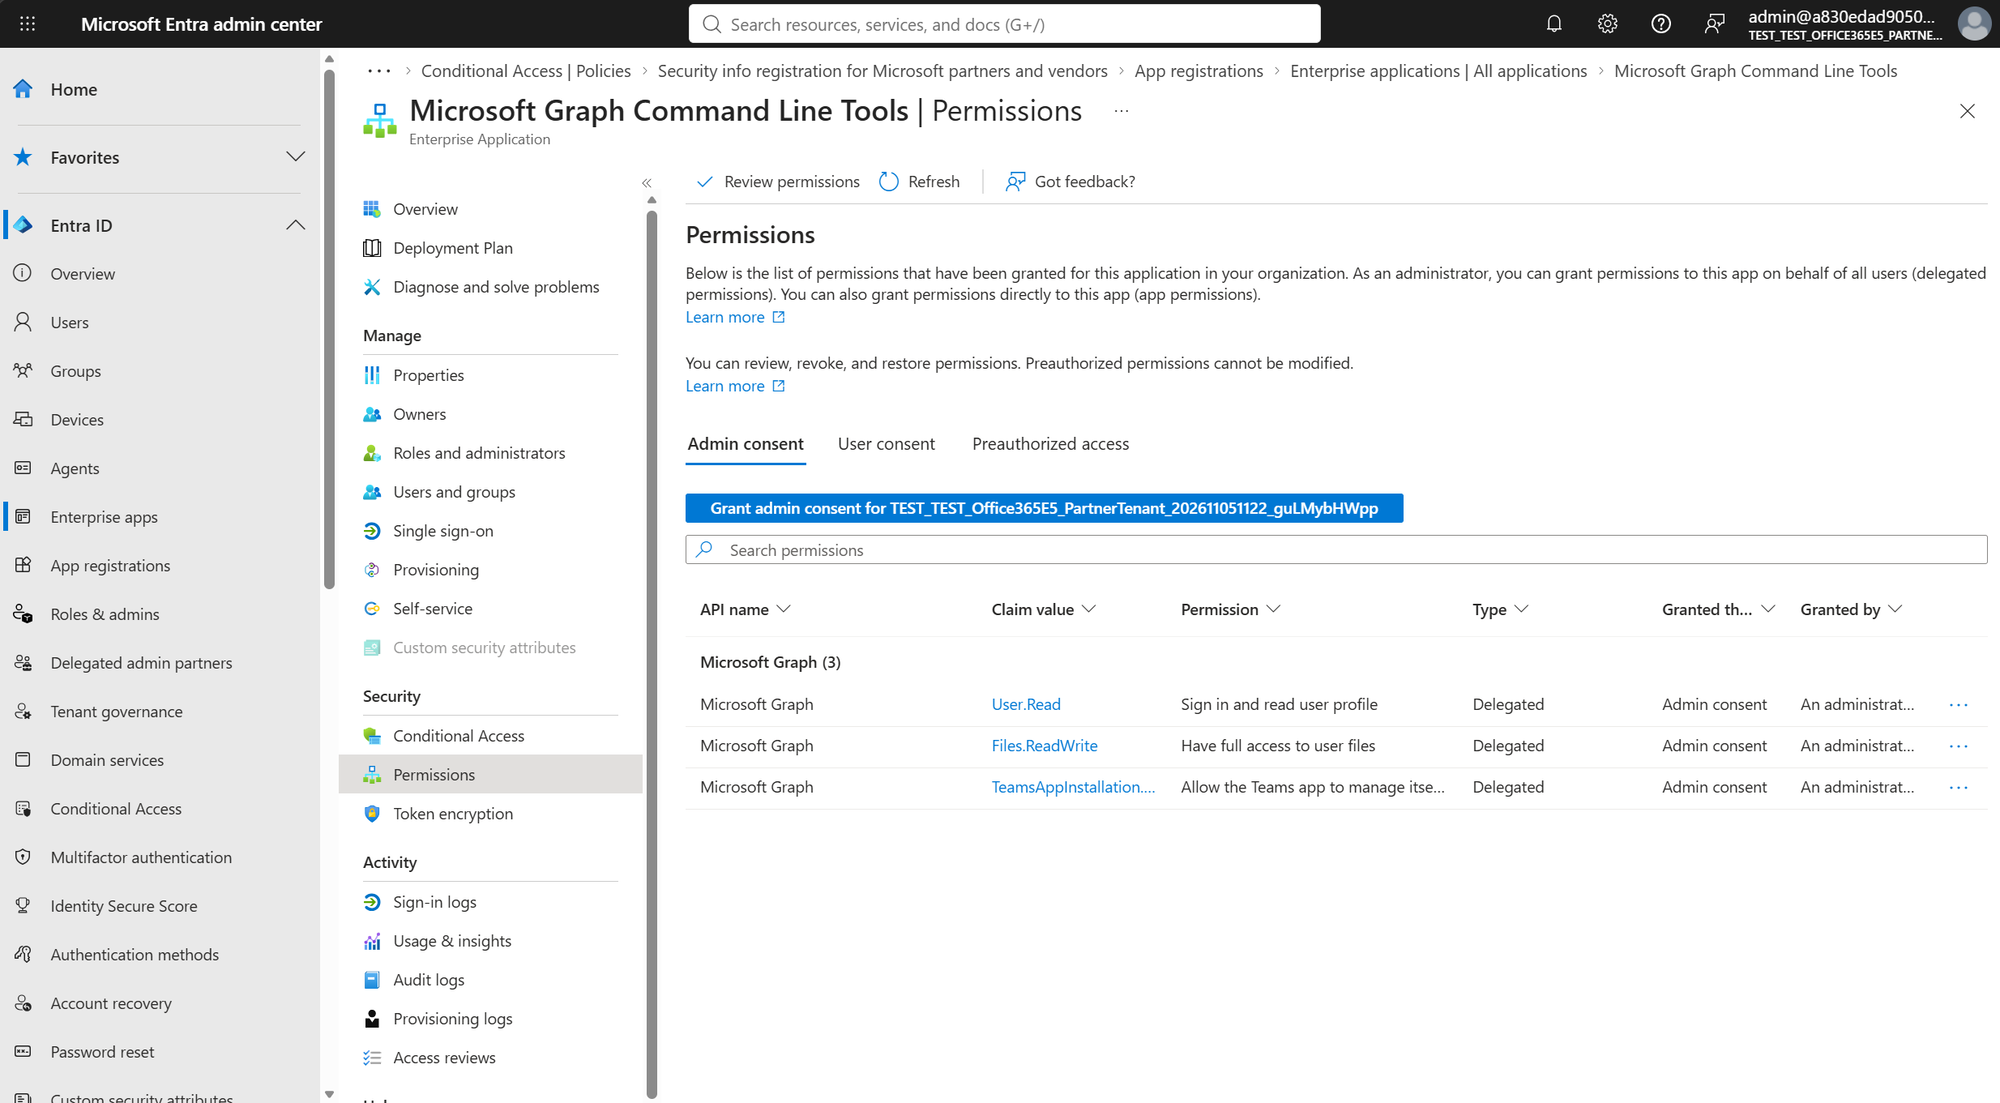 Microsoft Entra admin center
Search resources, services, and docs (G+/)
admin@a830edad9050...
TEST_TEST_OFFICE365E5_PARTNE...
Home
Favorites
Entra ID
Overview
Users
Groups
Devices
Agents
Enterprise apps
App registrations
Roles & admins
Delegated admin partners
Tenant governance
Domain services
Conditional Access
Multifactor authentication
Identity Secure Score
Authentication methods
Account recovery
Password reset
Custom security attributes
... > Conditional Access | Policies > Security info registration for Microsoft partners and vendors > App registrations > Enterprise applications | All applications > Microsoft Graph Command Line Tools
Microsoft Graph Command Line Tools | Permissions ...
Enterprise Application
Overview
Deployment Plan
Diagnose and solve problems
Manage
Properties
Owners
Roles and administrators
Users and groups
Single sign-on
Provisioning
Self-service
Custom security attributes
Security
Conditional Access
Permissions
Token encryption
Activity
Sign-in logs
Usage & insights
Audit logs
Provisioning logs
Access reviews
Review permissions Refresh Got feedback?
Permissions
Below is the list of permissions that have been granted for this application in your organization. As an administrator, you can grant permissions to this app on behalf of all users (delegated
permissions). You can also grant permissions directly to this app (app permissions).
Learn more
You can review, revoke, and restore permissions. Preauthorized permissions cannot be modified.
Learn more
Admin consent User consent Preauthorized access
Grant admin consent for TEST_TEST_Office365E5_PartnerTenant_202611051122_guLMybHWpp
Search permissions
API name Claim value Permission Type Granted th... Granted by
Microsoft Graph (3)
Microsoft Graph User.Read Sign in and read user profile Delegated Admin consent An administrat... ...
Microsoft Graph Files.ReadWrite Have full access to user files Delegated Admin consent An administrat... ...
Microsoft Graph TeamsAppInstallation.... Allow the Teams app to manage itse... Delegated Admin consent An administrat... ...